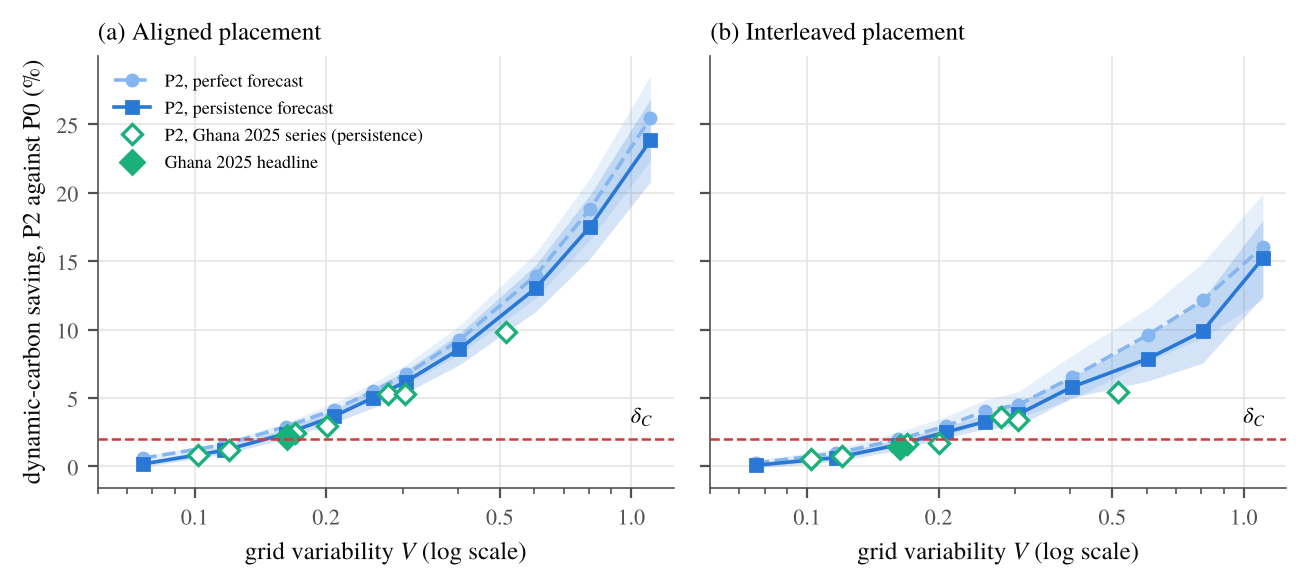 (a) Aligned placement
(b) Interleaved placement
dynamic-carbon saving, P2 against P0 (%)
P2, perfect forecast
P2, persistence forecast
P2, Ghana 2025 series (persistence)
Ghana 2025 headline
25
20
15
10
5
0
δC
δC
0.1
0.2
0.5
1.0
0.1
0.2
0.5
1.0
grid variability V (log scale)
grid variability V (log scale)